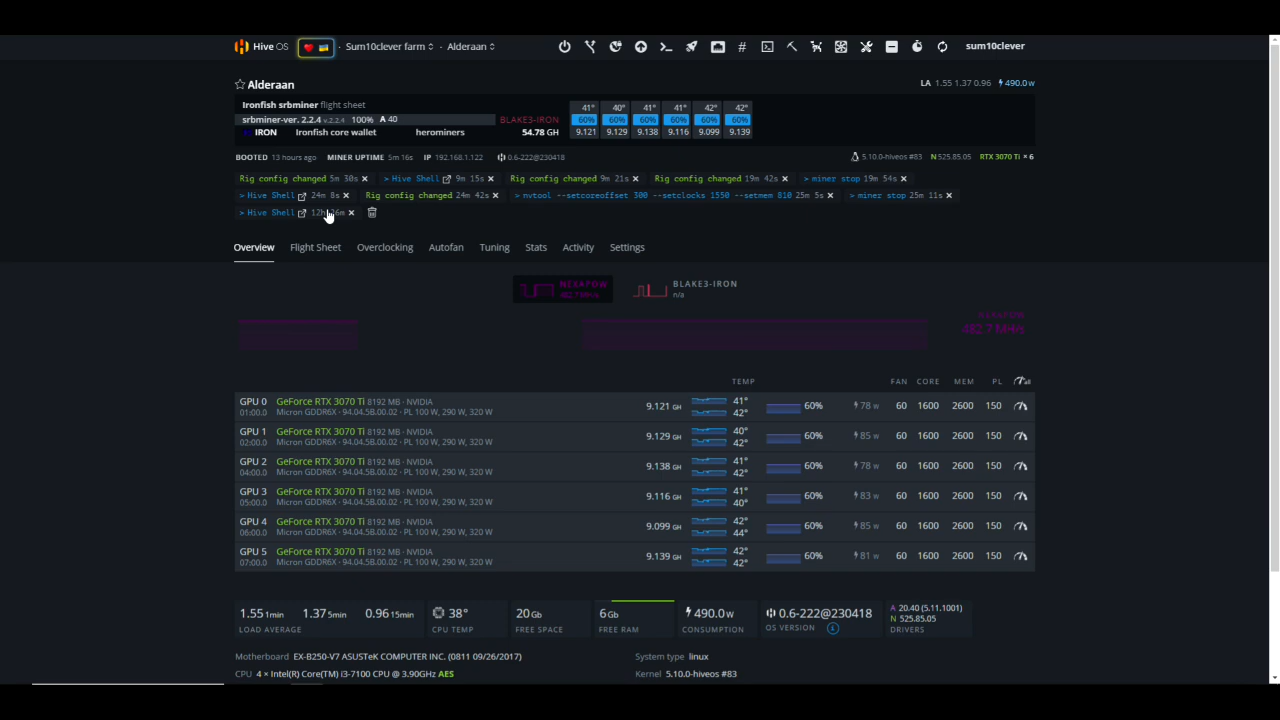 Hive OS · Sum10clever farm · Alderaan # sum10clever
Alderaan LA 1.55 1.37 0.96 490.0 W
Ironfish srbminer flight sheet 41° 40° 41° 41° 42° 42°
srbminer-ver. 2.2.4 v.2.2.4 100% A 40 BLAKE3-IRON 60% 60% 60% 60% 60% 60%
IRON Ironfish core wallet herominers 54.78 GH 9.121 9.129 9.138 9.116 9.099 9.139
BOOTED 13 hours ago MINER UPTIME 5m 16s IP 192.168.1.122 0.6-222@230418 5.10.0-hiveos #83 N 525.85.05 RTX 3070 Ti × 6
Rig config changed 5m 30s × > Hive Shell 9m 15s × Rig config changed 9m 21s × Rig config changed 19m 42s × > miner stop 19m 54s ×
> Hive Shell 24m 8s × Rig config changed 24m 42s × > nvtool --setcoreoffset 300 --setclocks 1550 --setmem 810 25m 5s × > miner stop 25m 11s ×
> Hive Shell ×
Overview Flight Sheet Overclocking Autofan Tuning Stats Activity Settings
NEXAPOW BLAKE3-IRON
n/a
NEXAPOW
482.7 MH/s
TEMP FAN CORE MEM PL
GPU 0 GeForce RTX 3070 Ti 8192 MB · NVIDIA 9.121 GH 41° 60% 78 W 60 1600 2600 150
01:00.0 Micron GDDR6X · 94.04.5B.00.02 · PL 100 W, 290 W, 320 W 42°
GPU 1 GeForce RTX 3070 Ti 8192 MB · NVIDIA 9.129 GH 40° 60% 85 W 60 1600 2600 150
02:00.0 Micron GDDR6X · 94.04.5B.00.02 · PL 100 W, 290 W, 320 W 42°
GPU 2 GeForce RTX 3070 Ti 8192 MB · NVIDIA 9.138 GH 41° 60% 78 W 60 1600 2600 150
04:00.0 Micron GDDR6X · 94.04.5B.00.02 · PL 100 W, 290 W, 320 W 42°
GPU 3 GeForce RTX 3070 Ti 8192 MB · NVIDIA 9.116 GH 41° 60% 83 W 60 1600 2600 150
05:00.0 Micron GDDR6X · 94.04.5B.00.02 · PL 100 W, 290 W, 320 W 40°
GPU 4 GeForce RTX 3070 Ti 8192 MB · NVIDIA 9.099 GH 42° 60% 85 W 60 1600 2600 150
06:00.0 Micron GDDR6X · 94.04.5B.00.02 · PL 100 W, 290 W, 320 W 44°
GPU 5 GeForce RTX 3070 Ti 8192 MB · NVIDIA 9.139 GH 42° 60% 81 W 60 1600 2600 150
07:00.0 Micron GDDR6X · 94.04.5B.00.02 · PL 100 W, 290 W, 320 W 42°
1.55 1min 1.37 5min 0.96 15min 38° 20 Gb 6 Gb 490.0 W 0.6-222@230418 A 20.40 (5.11.1001)
N 525.85.05
LOAD AVERAGE CPU TEMP FREE SPACE FREE RAM CONSUMPTION OS VERSION DRIVERS
Motherboard EX-B250-V7 ASUSTeK COMPUTER INC. (0811 09/26/2017) System type linux
CPU 4 × Intel(R) Core(TM) i3-7100 CPU @ 3.90GHz AES Kernel 5.10.0-hiveos #83